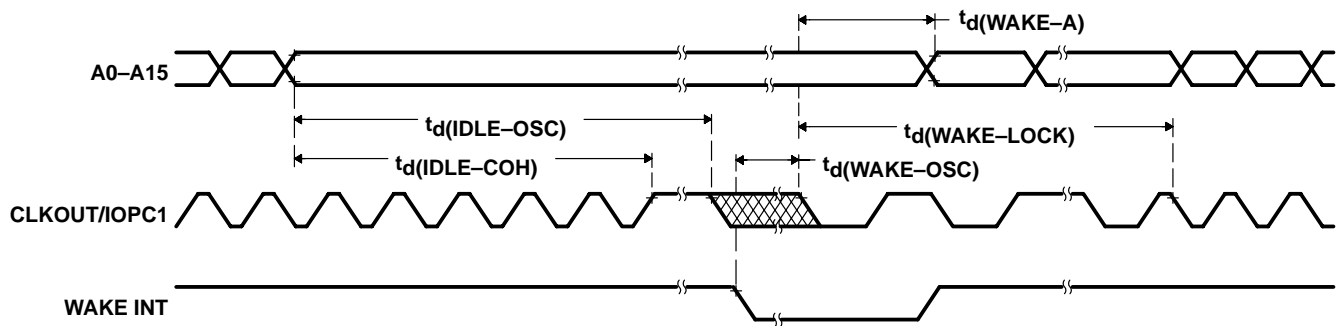 td(WAKE–A)
A0–A15
td(IDLE–OSC)
td(WAKE–LOCK)
td(IDLE–COH)
td(WAKE–OSC)
CLKOUT/IOPC1
WAKE INT